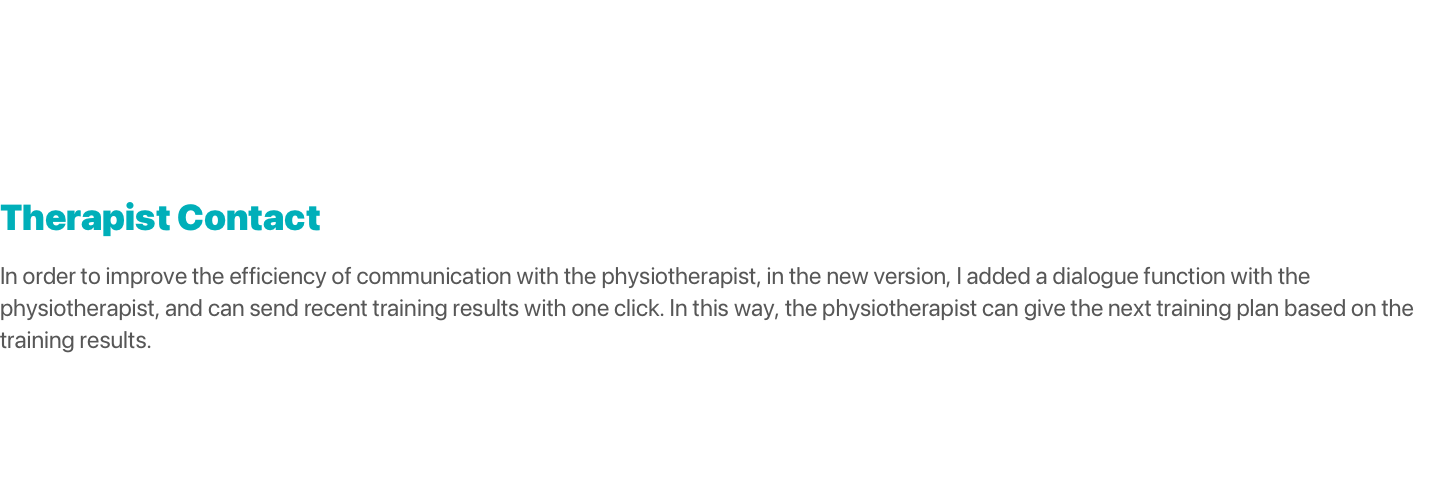 Therapist Contact
In order to improve the efficiency of communication with the physiotherapist, in the new version, I added a dialogue function with the
physiotherapist, and can send recent training results with one click. In this way, the physiotherapist can give the next training plan based on the
training results.